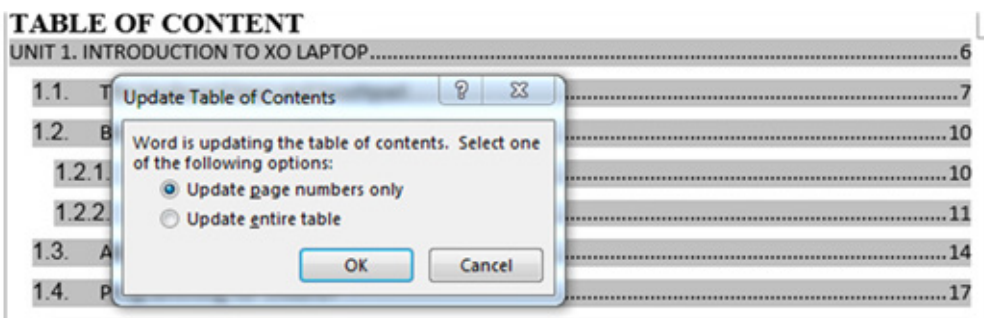 TABLE OF CONTENT
UNIT 1. INTRODUCTION TO XO LAPTOP.......................................................................................................6
1.1. T ...............................................................7
Update Table of Contents
1.2. B ...............................................................10
Word is updating the table of contents. Select one
of the following options:
1.2.1. ...............................................................10
Update page numbers only
1.2.2. ...............................................................11
Update entire table
1.3. A ...............................................................14
OK Cancel
1.4. P ...............................................................17